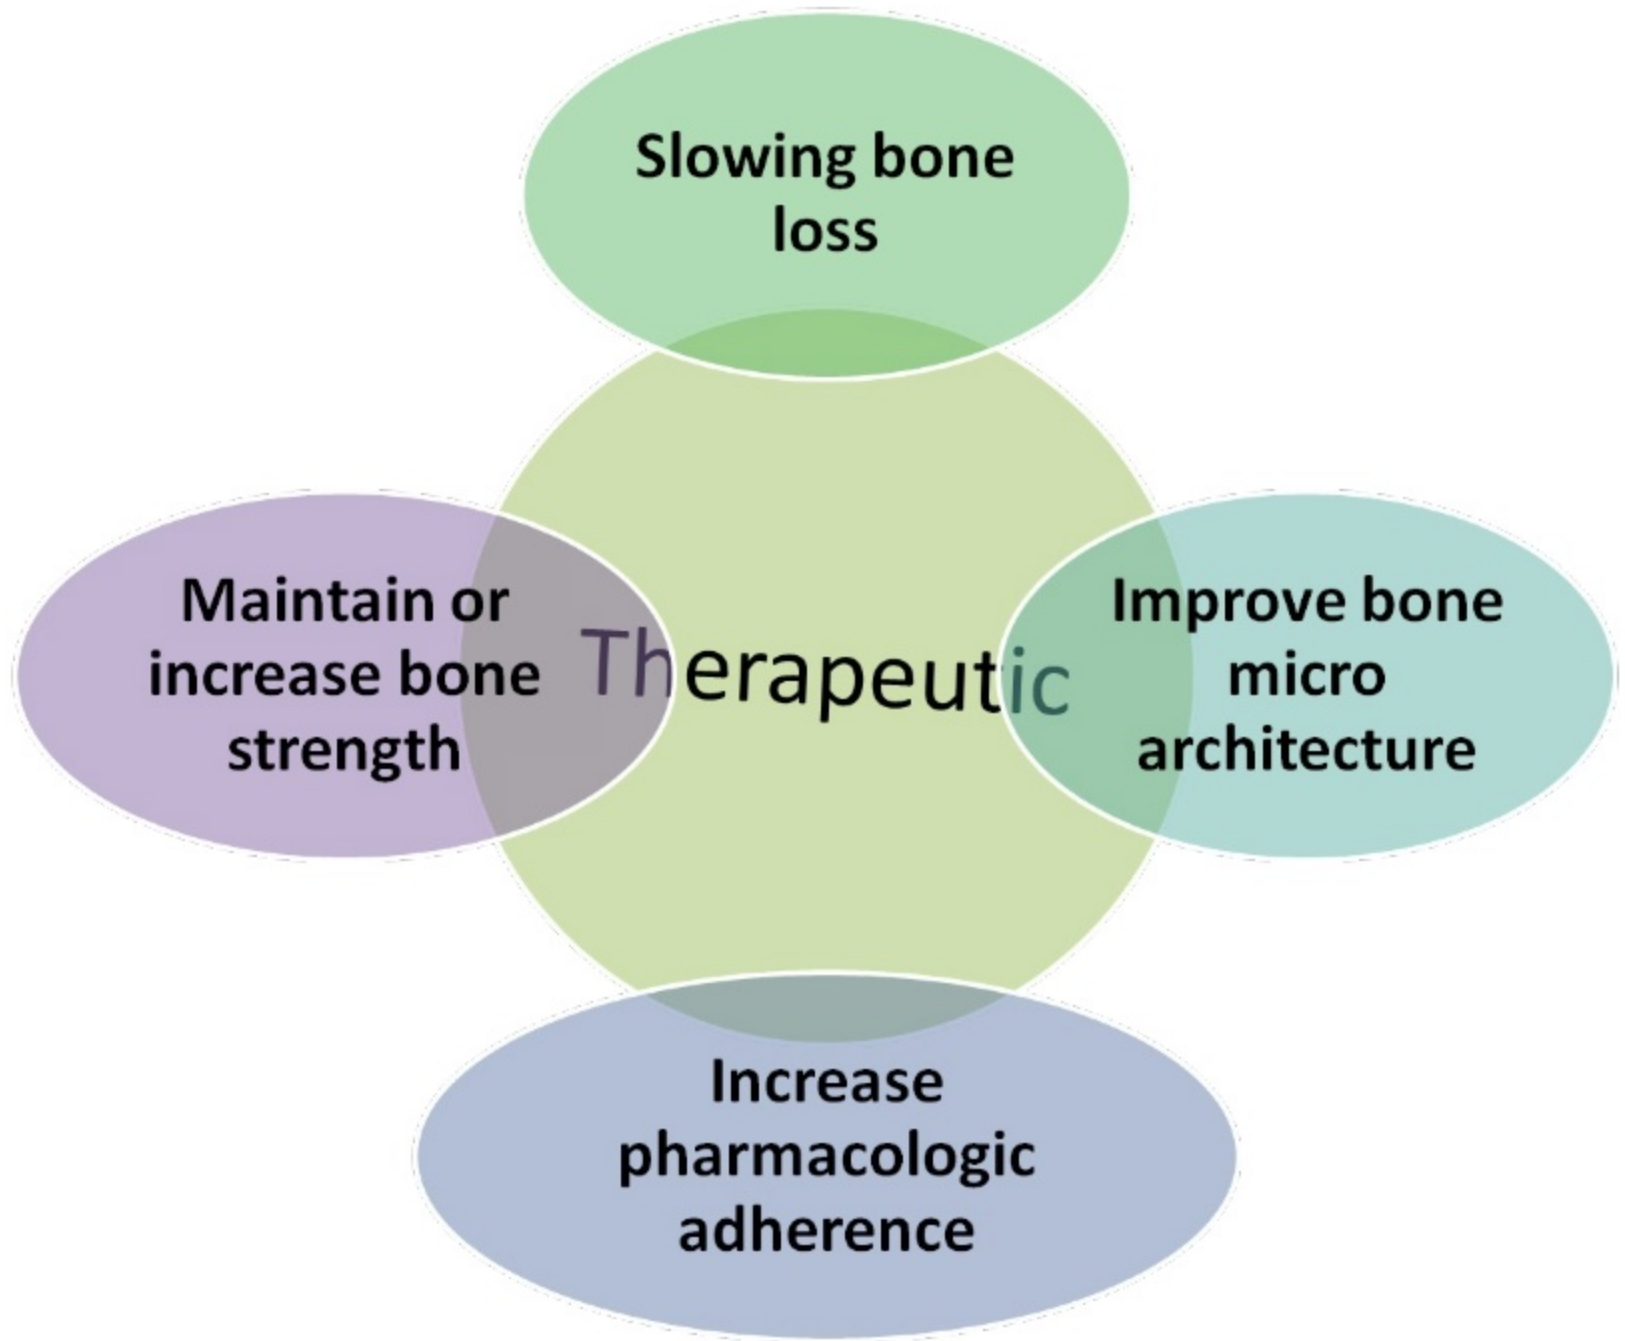 Slowing bone
loss
Maintain or
increase bone
strength
Therapeutic
Improve bone
micro
architecture
Increase
pharmacologic
adherence